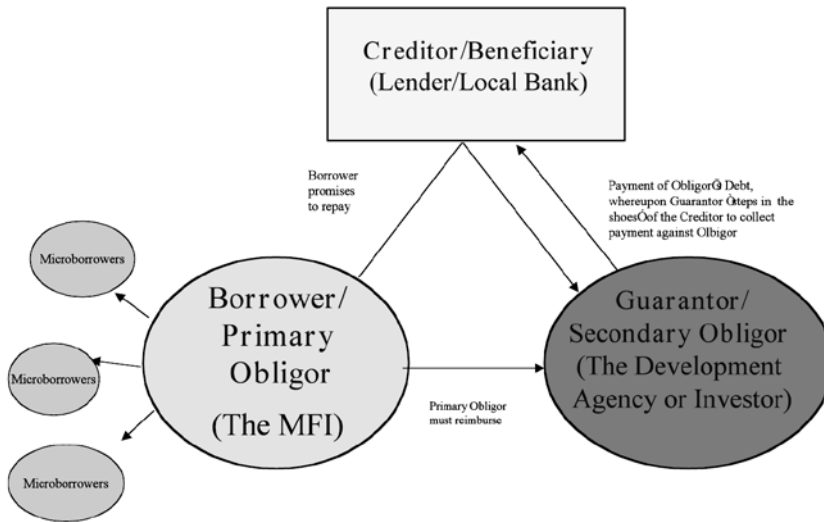 Creditor/Beneficiary
(Lender/Local Bank)
Borrower
promises
to repay
Payment of ObligorÕs Debt,
whereupon Guarantor Òsteps in the
shoesÓof the Creditor to collect
payment against Olbigor
Microborrowers
Microborrowers
Microborrowers
Borrower/
Primary
Obligor
(The MFI)
Primary Obligor
must reimburse
Guarantor/
Secondary Obligor
(The Development
Agency or Investor)